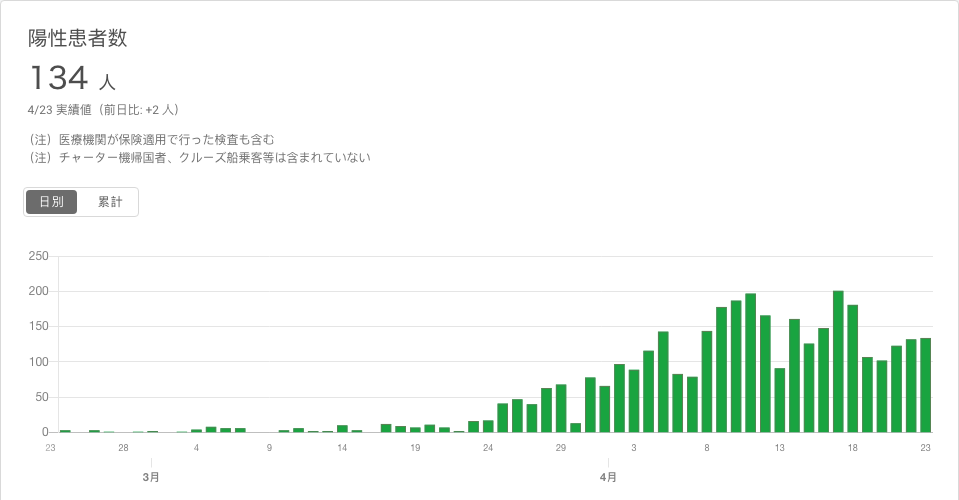 陽性患者数
134 人
4/23 実績値（前日比: +2 人）
（注）医療機関が保険適用で行った検査も含む
（注）チャーター機帰国者、クルーズ船乗客等は含まれていない
日別 累計
250
200
150
100
50
0
23 28 4 9 14 19 24 29 3 8 13 18 23
3月 4月